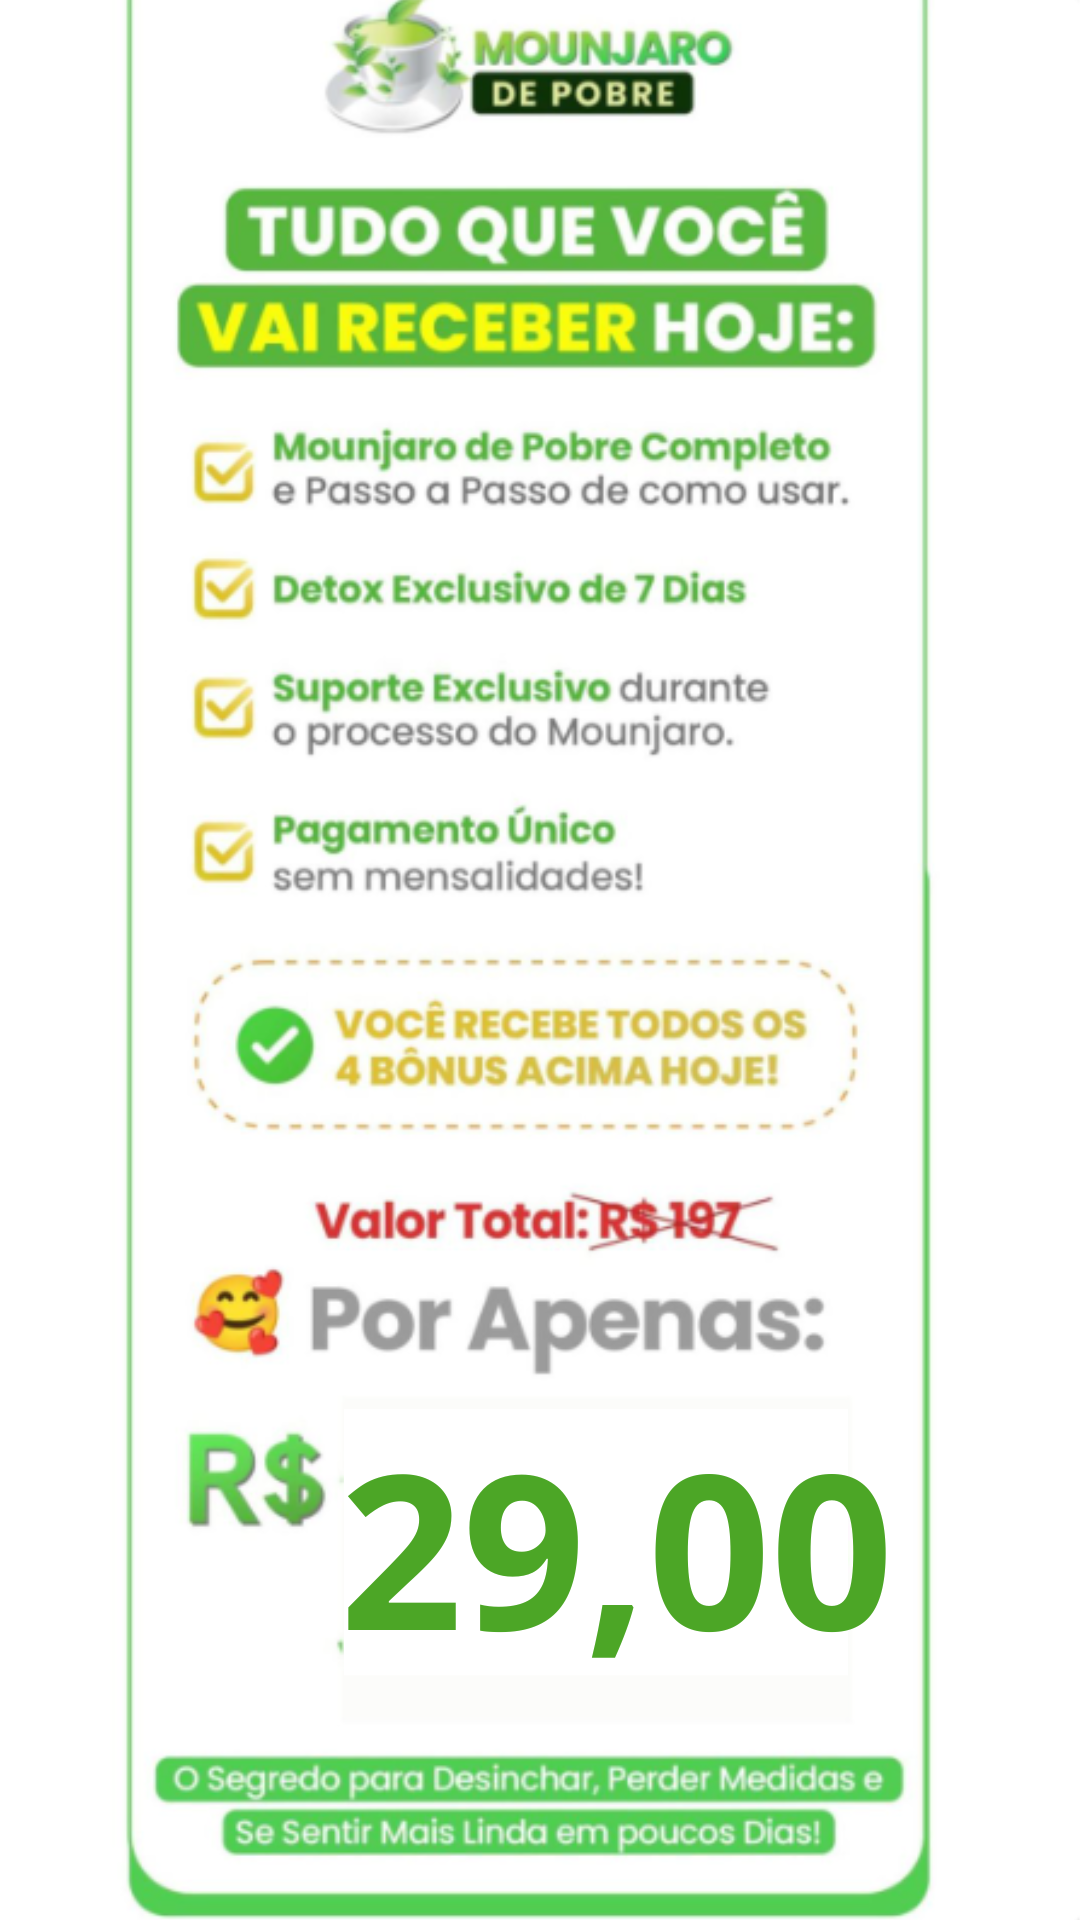 MOUNJARO
DE POBRE
TUDO QUE VOCÊ
VAI RECEBER HOJE:
Mounjaro de Pobre Completo
e Passo a Passo de como usar.
Detox Exclusivo de 7 Dias
Suporte Exclusivo durante
o processo do Mounjaro.
Pagamento Único
sem mensalidades!
VOCÊ RECEBE TODOS OS
4 BÔNUS ACIMA HOJE!
Valor Total: R$ 197
Por Apenas:
R$ 29,00
O Segredo para Desinchar, Perder Medidas e
Se Sentir Mais Linda em poucos Dias!